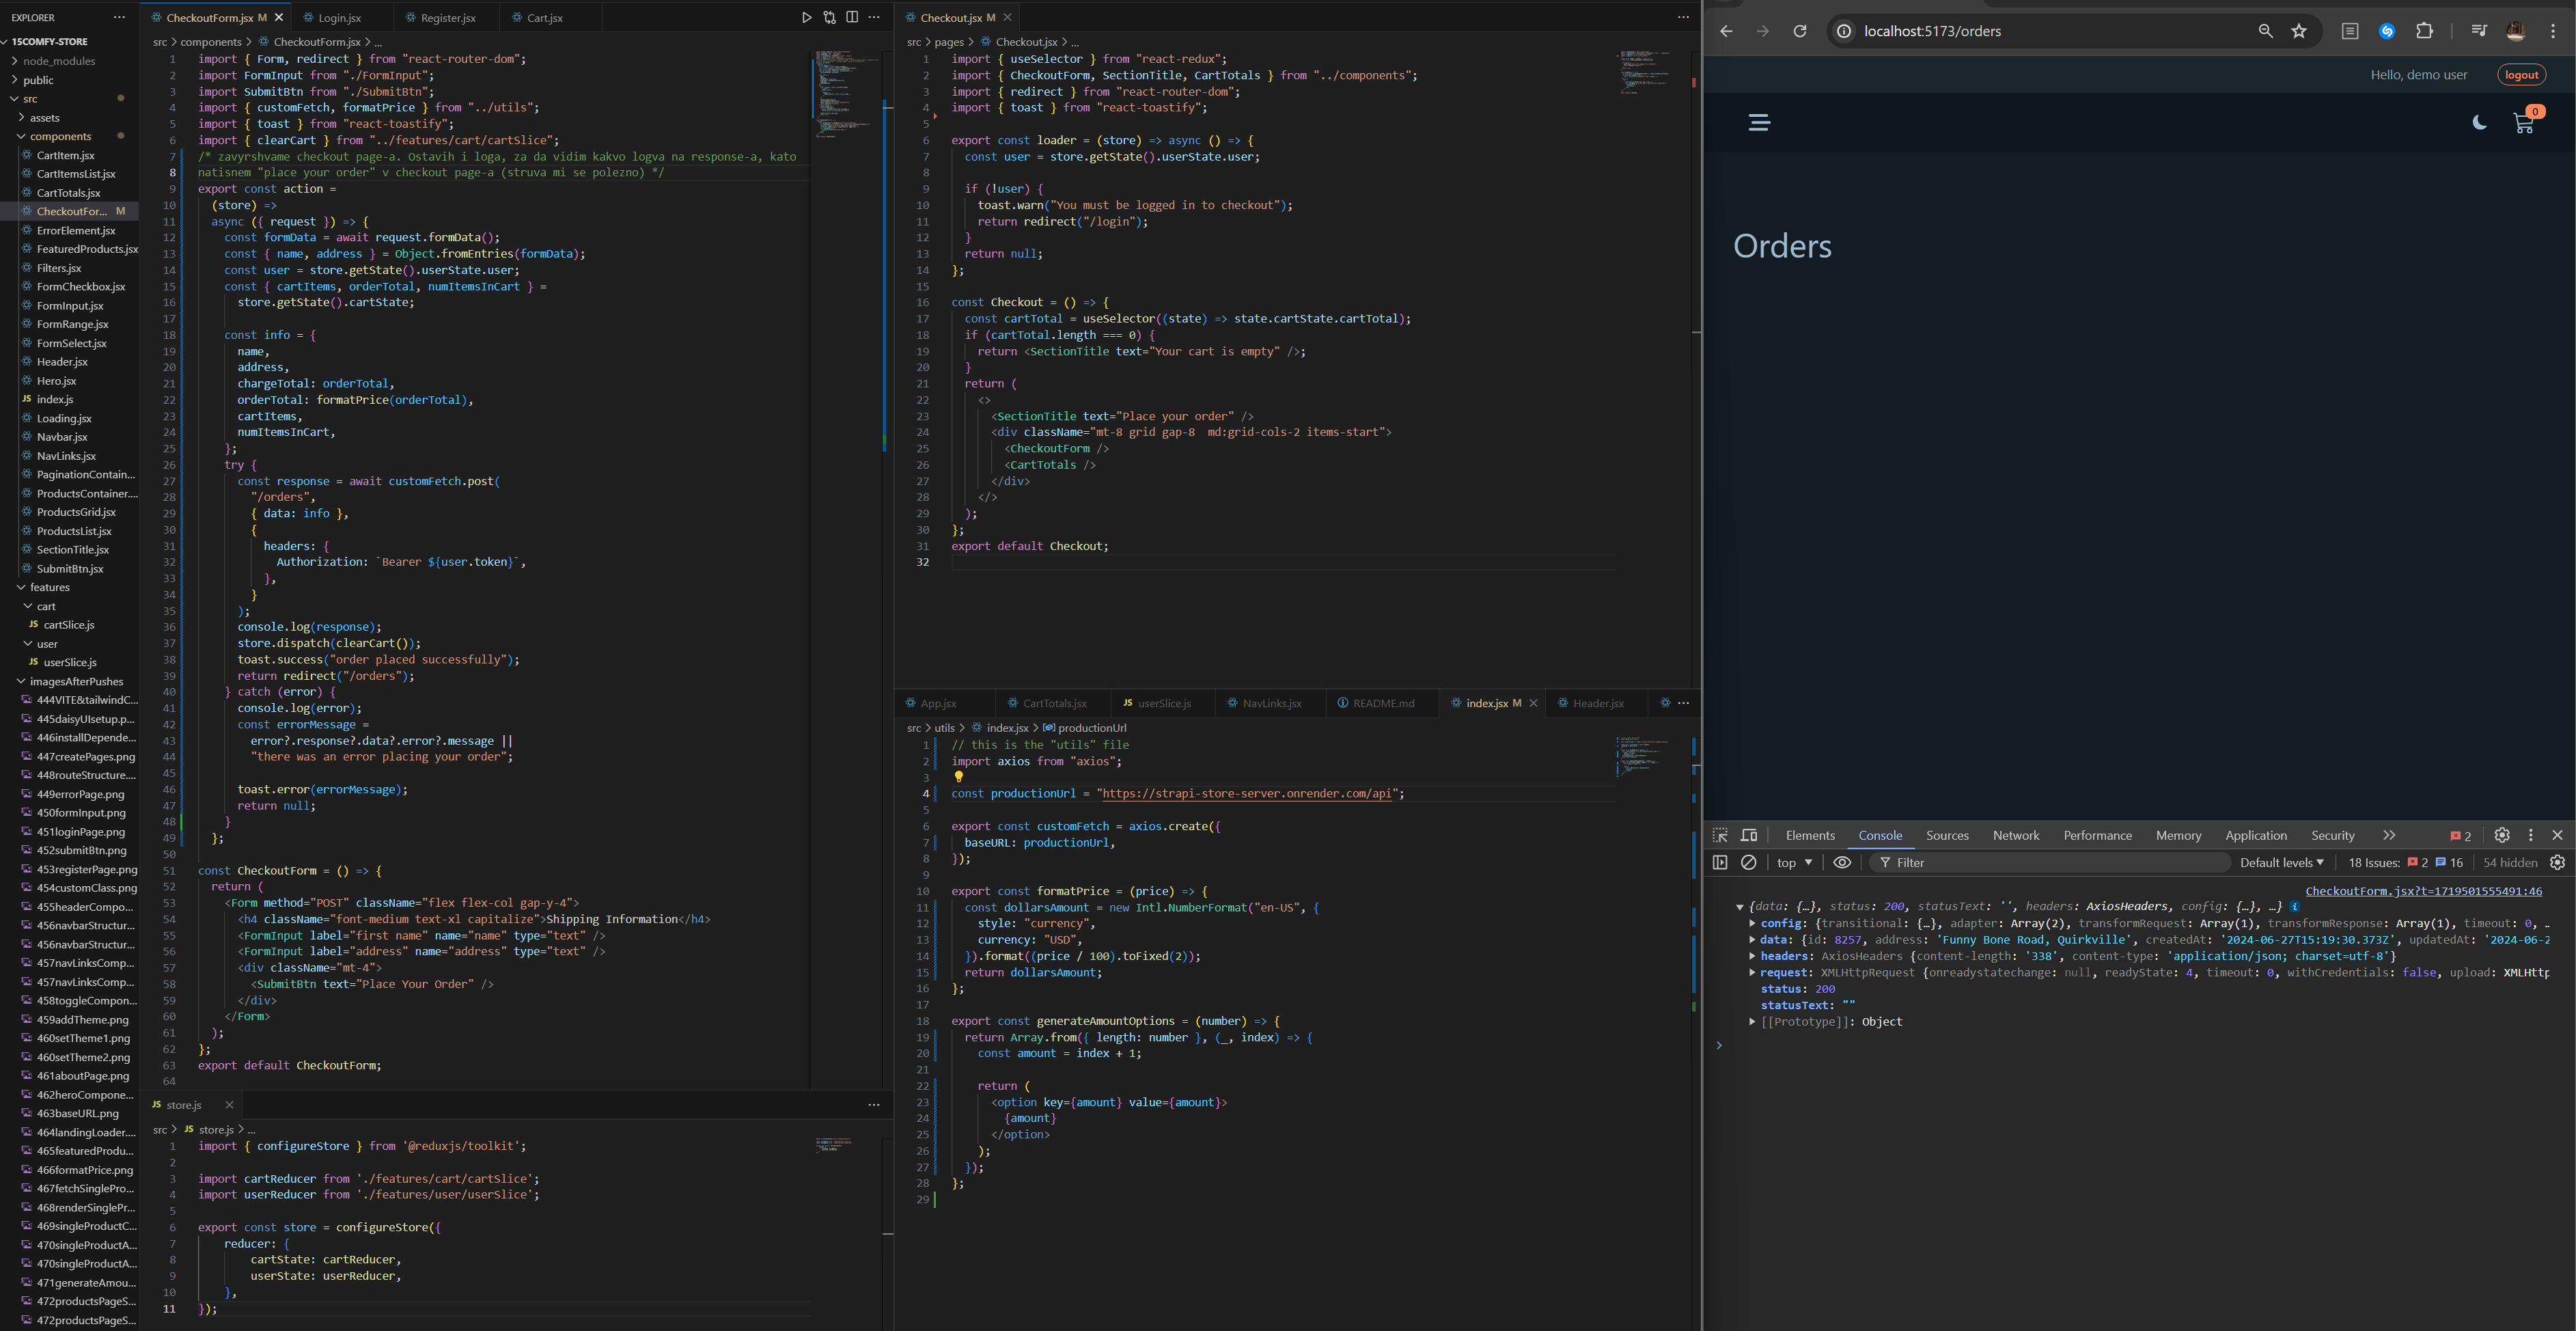 EXPLORER
15COMFY-STORE
node_modules
public
src
assets
components
CartItem.jsx
CartItemsList.jsx
CartTotals.jsx
CheckoutFor... M
ErrorElement.jsx
FeaturedProducts.jsx
Filters.jsx
FormCheckbox.jsx
FormInput.jsx
FormRange.jsx
FormSelect.jsx
Header.jsx
Hero.jsx
JS index.js
Loading.jsx
Navbar.jsx
NavLinks.jsx
PaginationContain...
ProductsContainer....
ProductsGrid.jsx
ProductsList.jsx
SectionTitle.jsx
SubmitBtn.jsx
features
cart
JS cartSlice.js
user
JS userSlice.js
imagesAfterPushes
444VITE&tailwindC...
445daisyUIsetup.p...
446installDepende...
447createPages.png
448routeStructure....
449errorPage.png
450formInput.png
451loginPage.png
452submitBtn.png
453registerPage.png
454customClass.png
455headerCompo...
456navbarStructur...
456navbarStructur...
457navLinksComp...
457navLinksComp...
458toggleCompon...
459addTheme.png
460setTheme1.png
460setTheme2.png
461aboutPage.png
462heroCompone...
463baseURL.png
464landingLoader....
465featuredProdu...
466formatPrice.png
467fetchSinglePro...
468renderSinglePr...
469singleProductC...
470singleProductA...
470singleProductA...
471generateAmou...
472productsPageS...
472productsPageS...
CheckoutForm.jsx M
Login.jsx
Register.jsx
Cart.jsx
src > components > CheckoutForm.jsx > ...
1 import { Form, redirect } from "react-router-dom";
2 import FormInput from "./FormInput";
3 import SubmitBtn from "./SubmitBtn";
4 import { customFetch, formatPrice } from "../utils";
5 import { toast } from "react-toastify";
6 import { clearCart } from "../features/cart/cartSlice";
7 /* zavyrshvame checkout page-a. Ostavih i loga, za da vidim kakvo logva na response-a, kato
8 natisnem "place your order" v checkout page-a (struva mi se polezno) */
9 export const action =
10 (store) =>
11 async ({ request }) => {
12 const formData = await request.formData();
13 const { name, address } = Object.fromEntries(formData);
14 const user = store.getState().userState.user;
15 const { cartItems, orderTotal, numItemsInCart } =
16 store.getState().cartState;
17
18 const info = {
19 name,
20 address,
21 chargeTotal: orderTotal,
22 orderTotal: formatPrice(orderTotal),
23 cartItems,
24 numItemsInCart,
25 };
26 try {
27 const response = await customFetch.post(
28 "/orders",
29 { data: info },
30 {
31 headers: {
32 Authorization: `Bearer ${user.token}`,
33 },
34 }
35 );
36 console.log(response);
37 store.dispatch(clearCart());
38 toast.success("order placed successfully");
39 return redirect("/orders");
40 } catch (error) {
41 console.log(error);
42 const errorMessage =
43 error?.response?.data?.error?.message ||
44 "there was an error placing your order";
45
46 toast.error(errorMessage);
47 return null;
48 }
49 };
50
51 const CheckoutForm = () => {
52 return (
53 <Form method="POST" className="flex flex-col gap-y-4">
54 <h4 className="font-medium text-xl capitalize">Shipping Information</h4>
55 <FormInput label="first name" name="name" type="text" />
56 <FormInput label="address" name="address" type="text" />
57 <div className="mt-4">
58 <SubmitBtn text="Place Your Order" />
59 </div>
60 </Form>
61 );
62 };
63 export default CheckoutForm;
64
JS store.js
src > JS store.js > ...
1 import { configureStore } from '@reduxjs/toolkit';
2
3 import cartReducer from './features/cart/cartSlice';
4 import userReducer from './features/user/userSlice';
5
6 export const store = configureStore({
7 reducer: {
8 cartState: cartReducer,
9 userState: userReducer,
10 },
11 });
Checkout.jsx M
src > pages > Checkout.jsx > ...
1 import { useSelector } from "react-redux";
2 import { CheckoutForm, SectionTitle, CartTotals } from "../components";
3 import { redirect } from "react-router-dom";
4 import { toast } from "react-toastify";
5
6 export const loader = (store) => async () => {
7 const user = store.getState().userState.user;
8
9 if (!user) {
10 toast.warn("You must be logged in to checkout");
11 return redirect("/login");
12 }
13 return null;
14 };
15
16 const Checkout = () => {
17 const cartTotal = useSelector((state) => state.cartState.cartTotal);
18 if (cartTotal.length === 0) {
19 return <SectionTitle text="Your cart is empty" />;
20 }
21 return (
22 <>
23 <SectionTitle text="Place your order" />
24 <div className="mt-8 grid gap-8  md:grid-cols-2 items-start">
25 <CheckoutForm />
26 <CartTotals />
27 </div>
28 </>
29 );
30 };
31 export default Checkout;
32
App.jsx
CartTotals.jsx
JS userSlice.js
NavLinks.jsx
README.md
index.jsx M
Header.jsx
src > utils > index.jsx > productionUrl
1 // this is the "utils" file
2 import axios from "axios";
3
4 const productionUrl = "https://strapi-store-server.onrender.com/api";
5
6 export const customFetch = axios.create({
7 baseURL: productionUrl,
8 });
9
10 export const formatPrice = (price) => {
11 const dollarsAmount = new Intl.NumberFormat("en-US", {
12 style: "currency",
13 currency: "USD",
14 }).format((price / 100).toFixed(2));
15 return dollarsAmount;
16 };
17
18 export const generateAmountOptions = (number) => {
19 return Array.from({ length: number }, (_, index) => {
20 const amount = index + 1;
21
22 return (
23 <option key={amount} value={amount}>
24 {amount}
25 </option>
26 );
27 });
28 };
29
localhost:5173/orders
Hello, demo user
logout
0
Orders
Elements Console Sources Network Performance Memory Application Security 2
top Filter Default levels 18 Issues: 2 16 54 hidden
CheckoutForm.jsx?t=1719501555491:46
{data: {…}, status: 200, statusText: '', headers: AxiosHeaders, config: {…}, …} i
config: {transitional: {…}, adapter: Array(2), transformRequest: Array(1), transformResponse: Array(1), timeout: 0, …
data: {id: 8257, address: 'Funny Bone Road, Quirkville', createdAt: '2024-06-27T15:19:30.373Z', updatedAt: '2024-06-2
headers: AxiosHeaders {content-length: '338', content-type: 'application/json; charset=utf-8'}
request: XMLHttpRequest {onreadystatechange: null, readyState: 4, timeout: 0, withCredentials: false, upload: XMLHttp
status: 200
statusText: ""
[[Prototype]]: Object